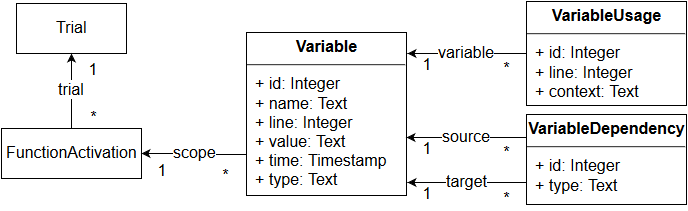 Trial
1
trial
*
FunctionActivation
1
scope
*
Variable
+ id: Integer
+ name: Text
+ line: Integer
+ value: Text
+ time: Timestamp
+ type: Text
1
variable
*
VariableUsage
+ id: Integer
+ line: Integer
+ context: Text
1
source
*
1
target
*
VariableDependency
+ id: Integer
+ type: Text